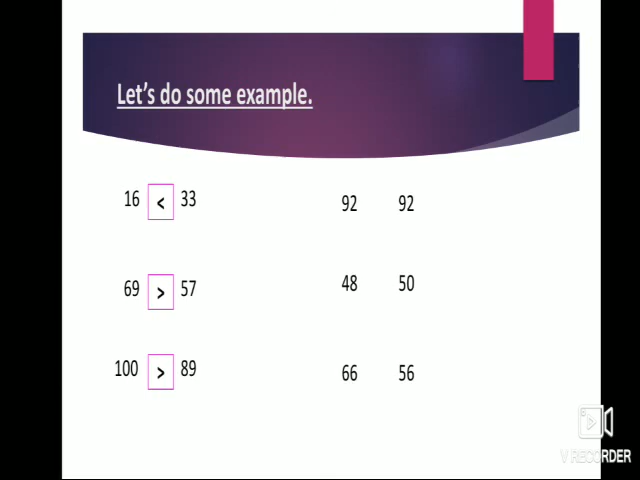 Let's do some example.
16 < 33
69 > 57
100 > 89
92 92
48 50
66 56
V RECORDER